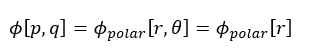 ϕ[p, q] = ϕ_polar[r, θ] = ϕ_polar[r]